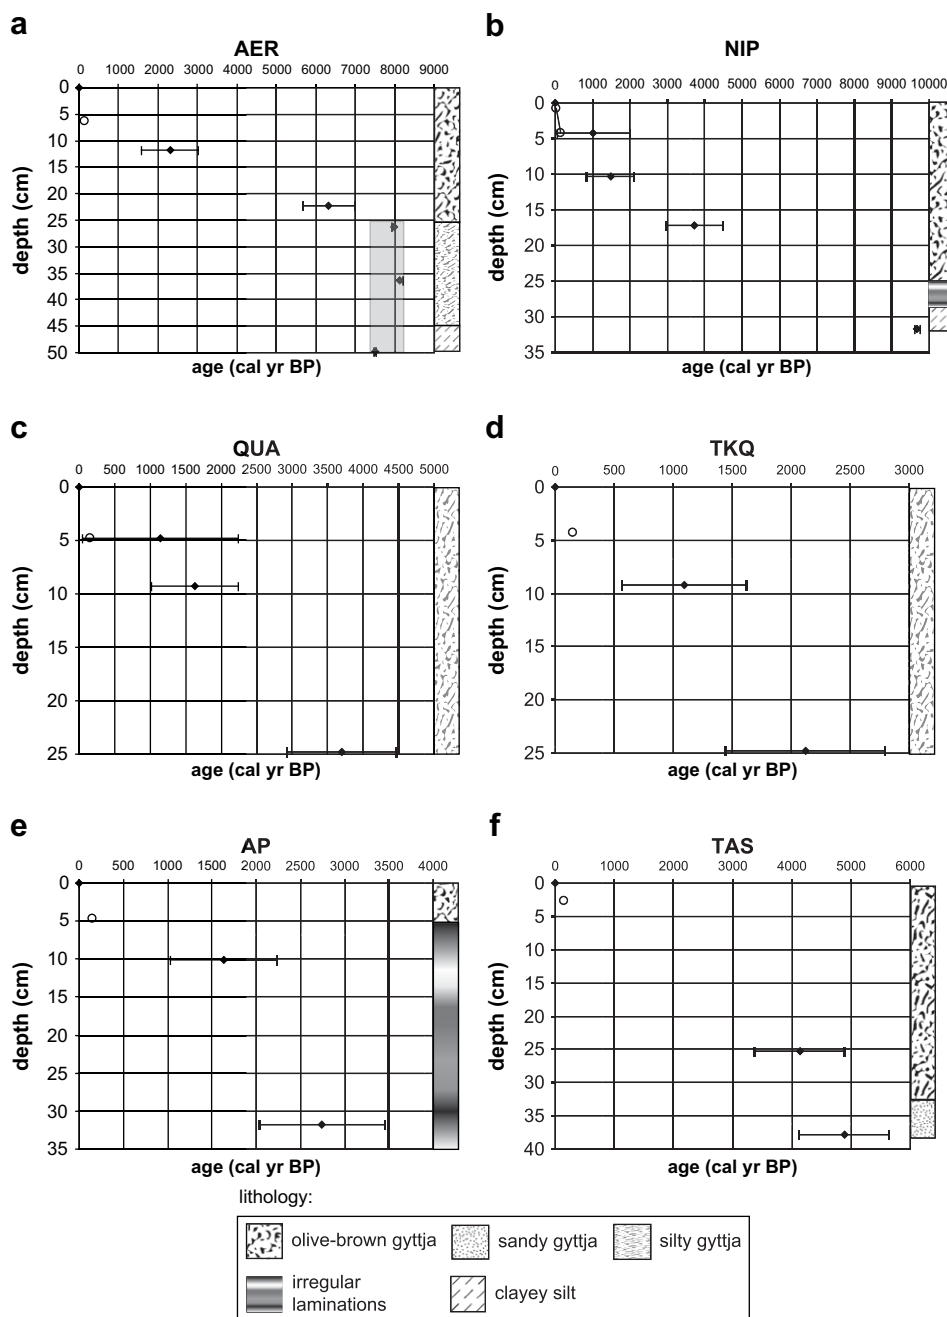 a
AER
0 1000 2000 3000 4000 5000 6000 7000 8000 9000
0
5
10
15
20
25
30
35
40
45
50
depth (cm)
age (cal yr BP)
b
NIP
0 1000 2000 3000 4000 5000 6000 7000 8000 9000 10000
0
5
10
15
20
25
30
35
depth (cm)
age (cal yr BP)
c
QUA
0 500 1000 1500 2000 2500 3000 3500 4000 4500 5000
0
5
10
15
20
25
depth (cm)
age (cal yr BP)
d
TKQ
0 500 1000 1500 2000 2500 3000
0
5
10
15
20
25
depth (cm)
age (cal yr BP)
e
AP
0 500 1000 1500 2000 2500 3000 3500 4000
0
5
10
15
20
25
30
35
depth (cm)
age (cal yr BP)
f
TAS
0 1000 2000 3000 4000 5000 6000
0
5
10
15
20
25
30
35
40
depth (cm)
age (cal yr BP)
lithology:
olive-brown gyttja
sandy gyttja
silty gyttja
irregular
laminations
clayey silt